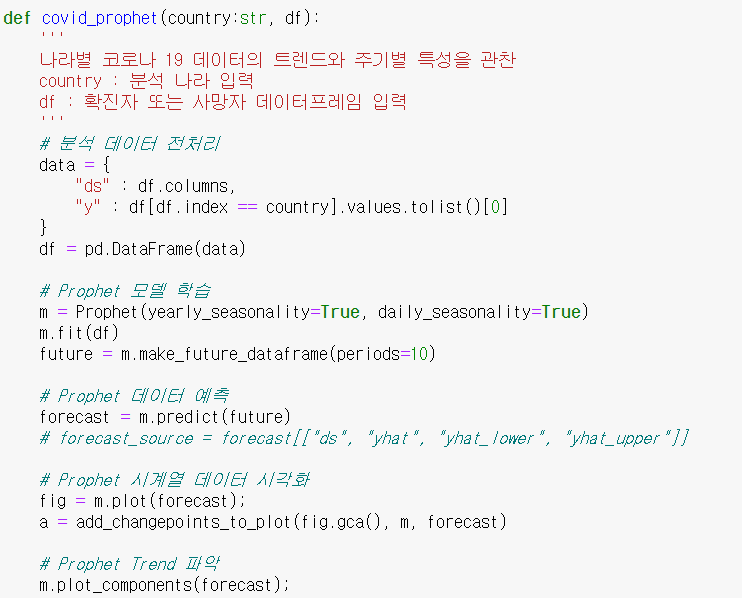 def covid_prophet(country:str, df):
    '''
    나라별 코로나 19 데이터의 트렌드와 주기별 특성을 관찬
    country : 분석 나라 입력
    df : 확진자 또는 사망자 데이터프레임 입력
    '''
    # 분석 데이터 전처리
    data = {
        "ds" : df.columns,
        "y" : df[df.index == country].values.tolist()[0]
    }
    df = pd.DataFrame(data)

    # Prophet 모델 학습
    m = Prophet(yearly_seasonality=True, daily_seasonality=True)
    m.fit(df)
    future = m.make_future_dataframe(periods=10)

    # Prophet 데이터 예측
    forecast = m.predict(future)
    # forecast_source = forecast[["ds", "yhat", "yhat_lower", "yhat_upper"]]

    # Prophet 시계열 데이터 시각화
    fig = m.plot(forecast);
    a = add_changepoints_to_plot(fig.gca(), m, forecast)

    # Prophet Trend 파악
    m.plot_components(forecast);